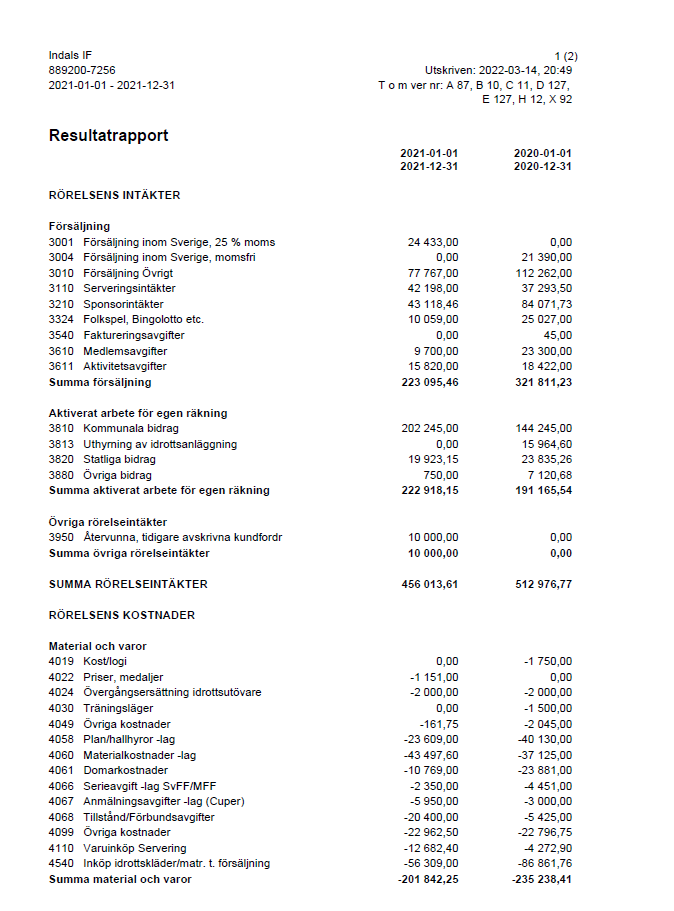 Indals IF 1 (2)
889200-7256 Utskriven: 2022-03-14, 20:49
2021-01-01 - 2021-12-31 T o m ver nr: A 87, B 10, C 11, D 127,
E 127, H 12, X 92
Resultatrapport
2021-01-01 2020-01-01
2021-12-31 2020-12-31
RÖRELSENS INTÄKTER
Försäljning
3001 Försäljning inom Sverige, 25 % moms 24 433,00 0,00
3004 Försäljning inom Sverige, momsfri 0,00 21 390,00
3010 Försäljning Övrigt 77 767,00 112 262,00
3110 Serveringsintäkter 42 198,00 37 293,50
3210 Sponsorintäkter 43 118,46 84 071,73
3324 Folkspel, Bingolotto etc. 10 059,00 25 027,00
3540 Faktureringsavgifter 0,00 45,00
3610 Medlemsavgifter 9 700,00 23 300,00
3611 Aktivitetsavgifter 15 820,00 18 422,00
Summa försäljning 223 095,46 321 811,23
Aktiverat arbete för egen räkning
3810 Kommunala bidrag 202 245,00 144 245,00
3813 Uthyrning av idrottsanläggning 0,00 15 964,60
3820 Statliga bidrag 19 923,15 23 835,26
3880 Övriga bidrag 750,00 7 120,68
Summa aktiverat arbete för egen räkning 222 918,15 191 165,54
Övriga rörelseintäkter
3950 Återvunna, tidigare avskrivna kundfordr 10 000,00 0,00
Summa övriga rörelseintäkter 10 000,00 0,00
SUMMA RÖRELSEINTÄKTER 456 013,61 512 976,77
RÖRELSENS KOSTNADER
Material och varor
4019 Kost/logi 0,00 -1 750,00
4022 Priser, medaljer -1 151,00 0,00
4024 Övergångsersättning idrottsutövare -2 000,00 -2 000,00
4030 Träningsläger 0,00 -1 500,00
4049 Övriga kostnader -161,75 -2 045,00
4058 Plan/hallhyror -lag -23 609,00 -40 130,00
4060 Materialkostnader -lag -43 497,60 -37 125,00
4061 Domarkostnader -10 769,00 -23 881,00
4066 Serieavgift -lag SvFF/MFF -2 350,00 -4 451,00
4067 Anmälningsavgifter -lag (Cuper) -5 950,00 -3 000,00
4068 Tillstånd/Förbundsavgifter -20 400,00 -5 425,00
4099 Övriga kostnader -22 962,50 -22 796,75
4110 Varuinköp Servering -12 682,40 -4 272,90
4540 Inköp idrottskläder/matr. t. försäljning -56 309,00 -86 861,76
Summa material och varor -201 842,25 -235 238,41